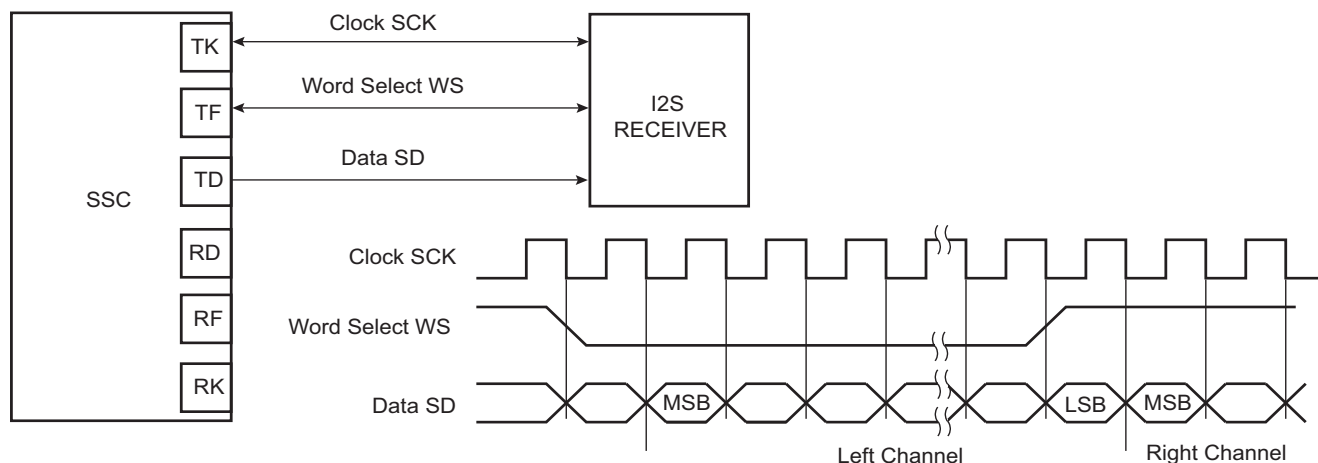 Clock SCK
TK
Word Select WS
TF
I2S
RECEIVER
Data SD
TD
SSC
RD
Clock SCK
RF
Word Select WS
RK
Data SD
MSB
LSB
MSB
Left Channel
Right Channel